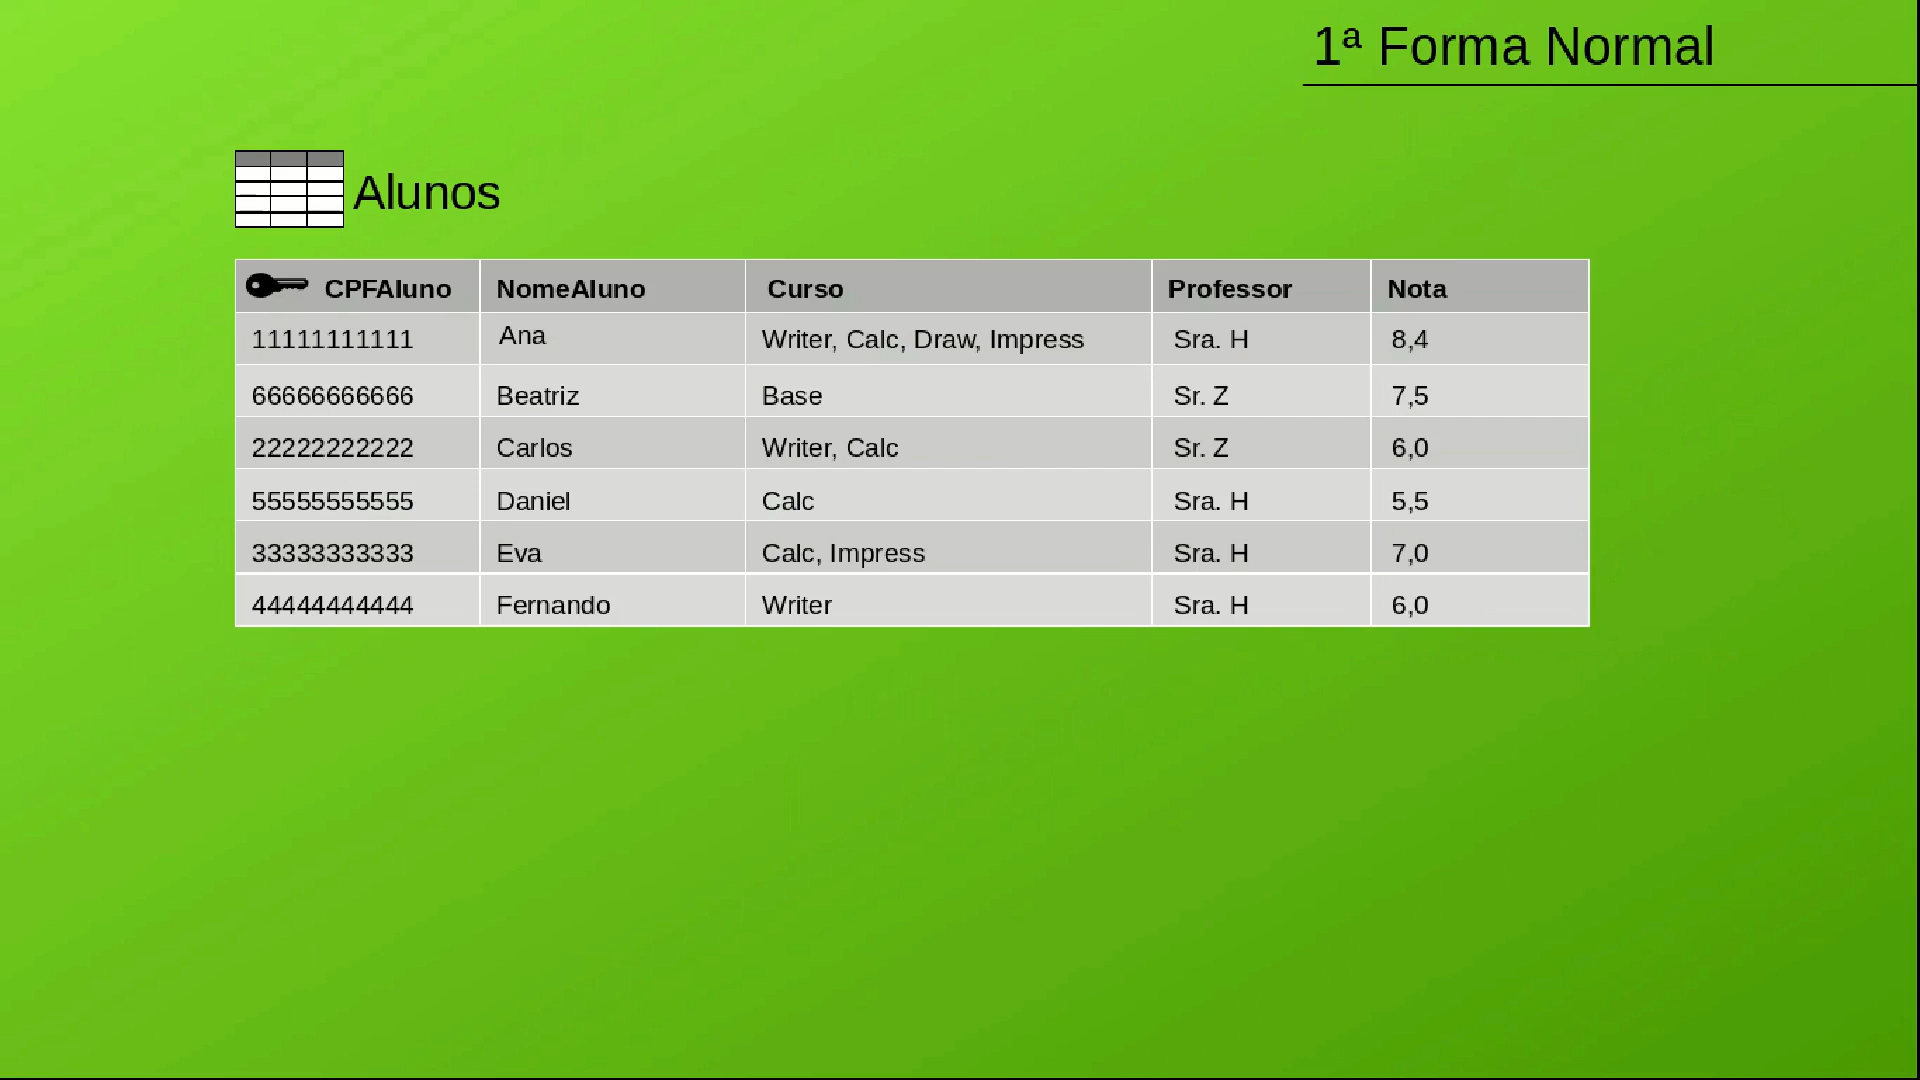 1ª Forma Normal
Alunos
CPFAluno NomeAluno Curso Professor Nota
11111111111 Ana Writer, Calc, Draw, Impress Sra. H 8,4
66666666666 Beatriz Base Sr. Z 7,5
22222222222 Carlos Writer, Calc Sr. Z 6,0
55555555555 Daniel Calc Sra. H 5,5
33333333333 Eva Calc, Impress Sra. H 7,0
44444444444 Fernando Writer Sra. H 6,0